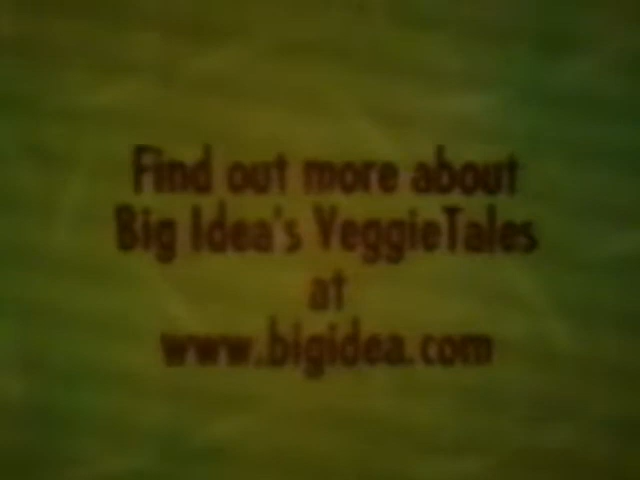 Find out more about
Big Idea's VeggieTales
at
www.bigidea.com